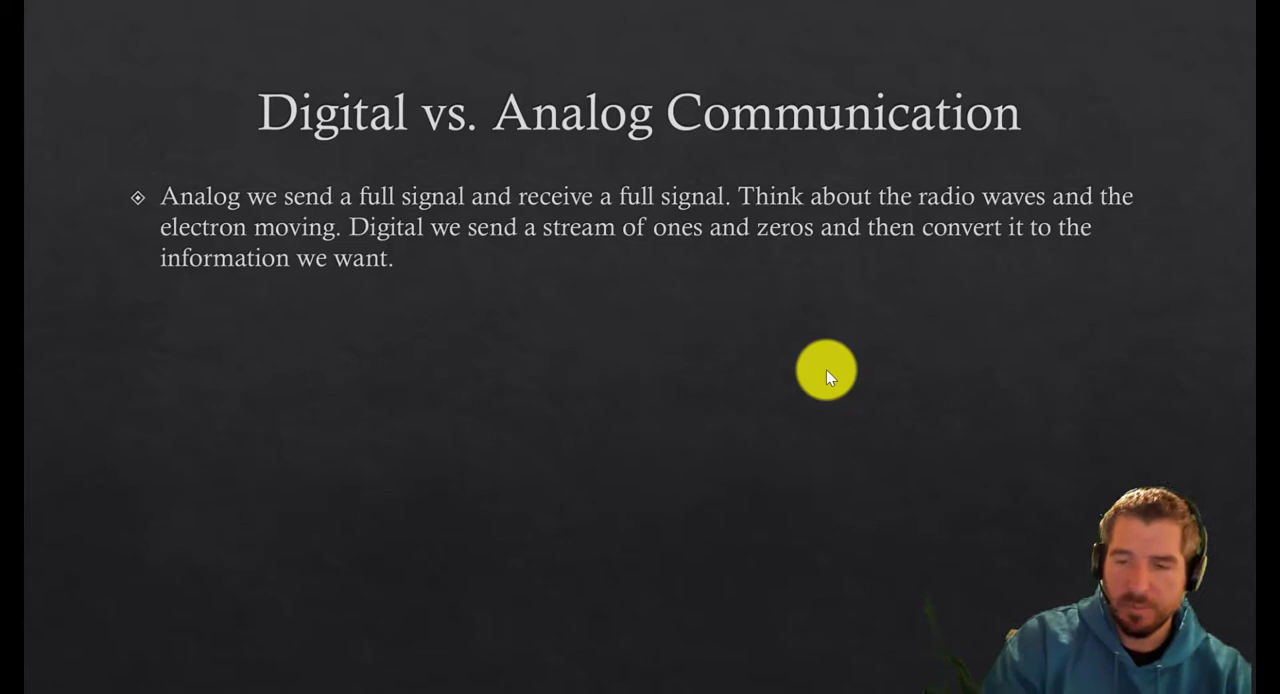 Digital vs. Analog Communication
Analog we send a full signal and receive a full signal. Think about the radio waves and the
electron moving. Digital we send a stream of ones and zeros and then convert it to the
information we want.